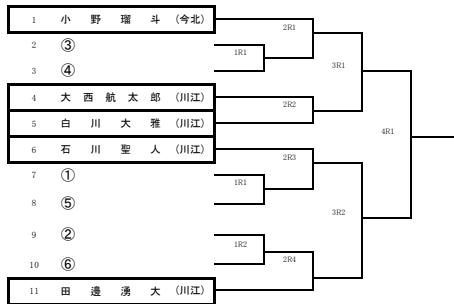 1 小野瑠斗 (今北)
2 ③
3 ④
4 大西航太郎 (川江)
5 白川大雅 (川江)
6 石川聖人 (川江)
7 ①
8 ⑤
9 ②
10 ⑥
11 田邉湧大 (川江)
2R1
1R1
3R1
2R2
4R1
2R3
1R1
3R2
1R2
2R4